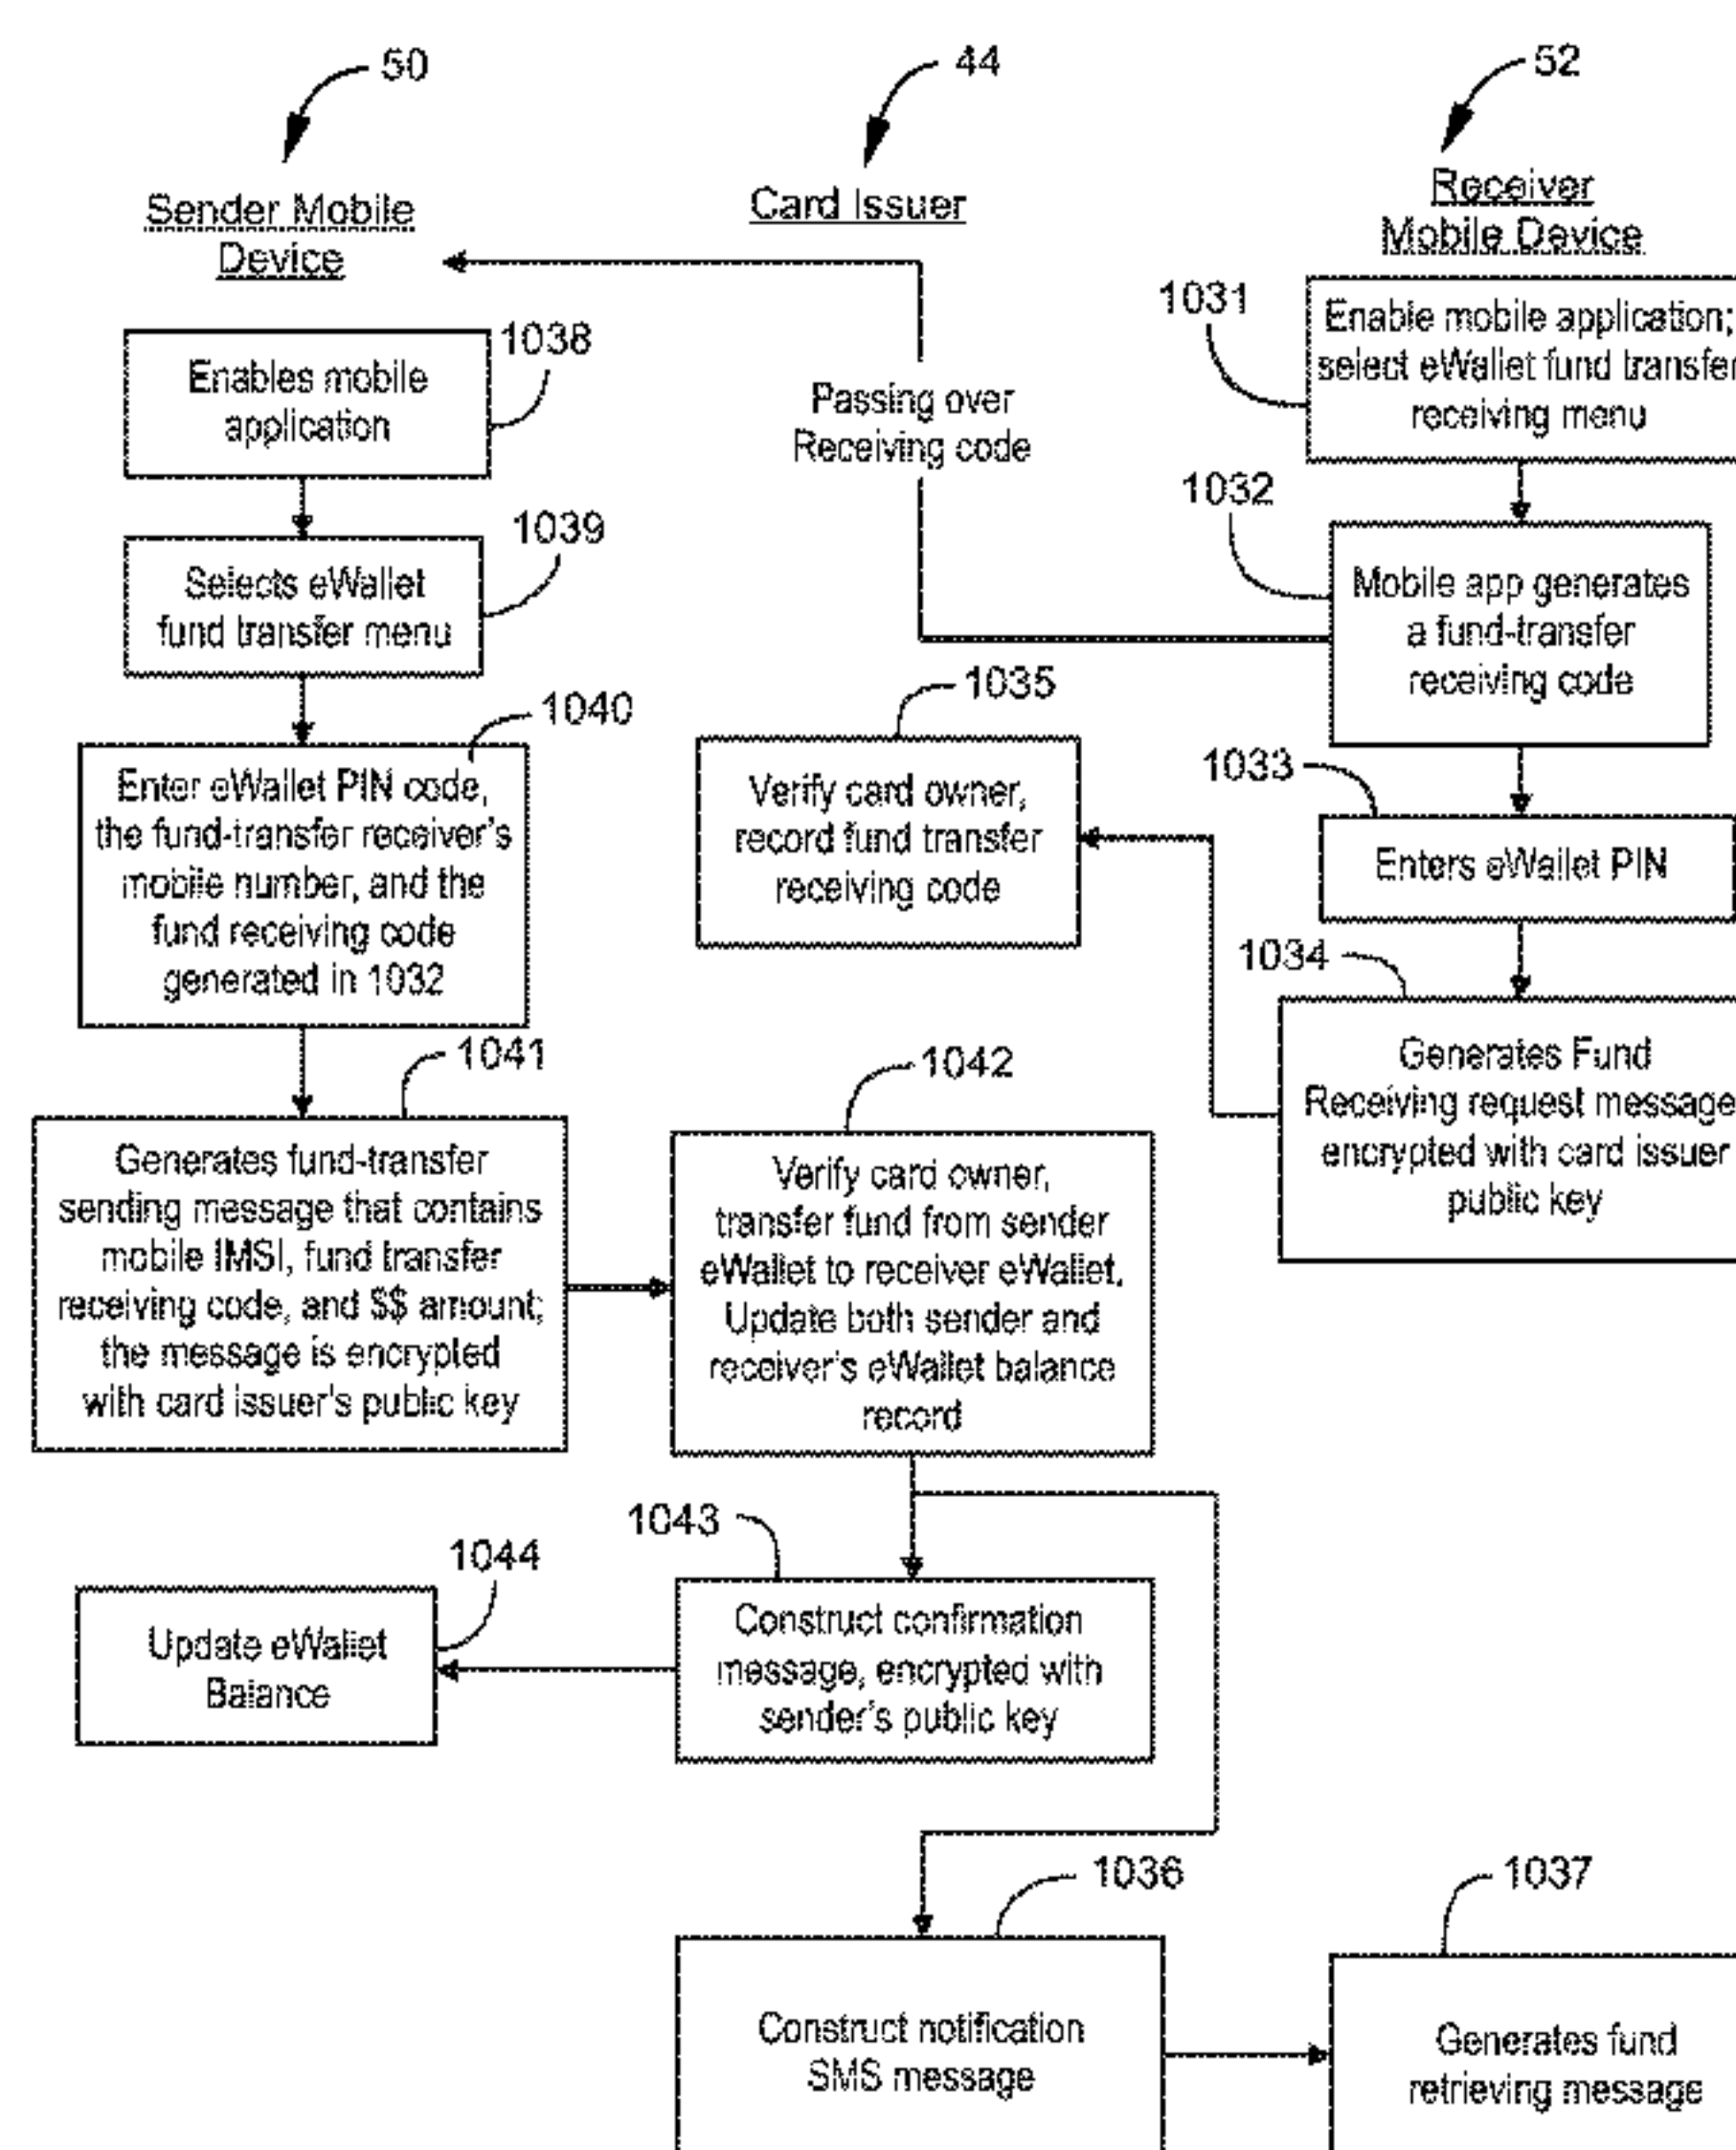 50
44
52
Sender Mobile
Device
Card Issuer
Receiver
Mobile Device
1038
Enables mobile
application
1039
Selects eWallet
fund transfer menu
1040
Enter eWallet PIN code,
the fund-transfer receiver's
mobile number, and the
fund receiving code
generated in 1032
1041
Generates fund-transfer
sending message that contains
mobile IMSI, fund transfer
receiving code, and $$ amount;
the message is encrypted
with card issuer's public key
Passing over
Receiving code
1031
Enable mobile application;
select eWallet fund transfer
receiving menu
1032
Mobile app generates
a fund-transfer
receiving code
1033
Enters eWallet PIN
1034
Generates Fund
Receiving request message
encrypted with card issuer
public key
1035
Verify card owner,
record fund transfer
receiving code
1042
Verify card owner,
transfer fund from sender
eWallet to receiver eWallet,
Update both sender and
receiver's eWallet balance
record
1043
Construct confirmation
message, encrypted with
sender's public key
1044
Update eWallet
Balance
1036
Construct notification
SMS message
1037
Generates fund
retrieving message